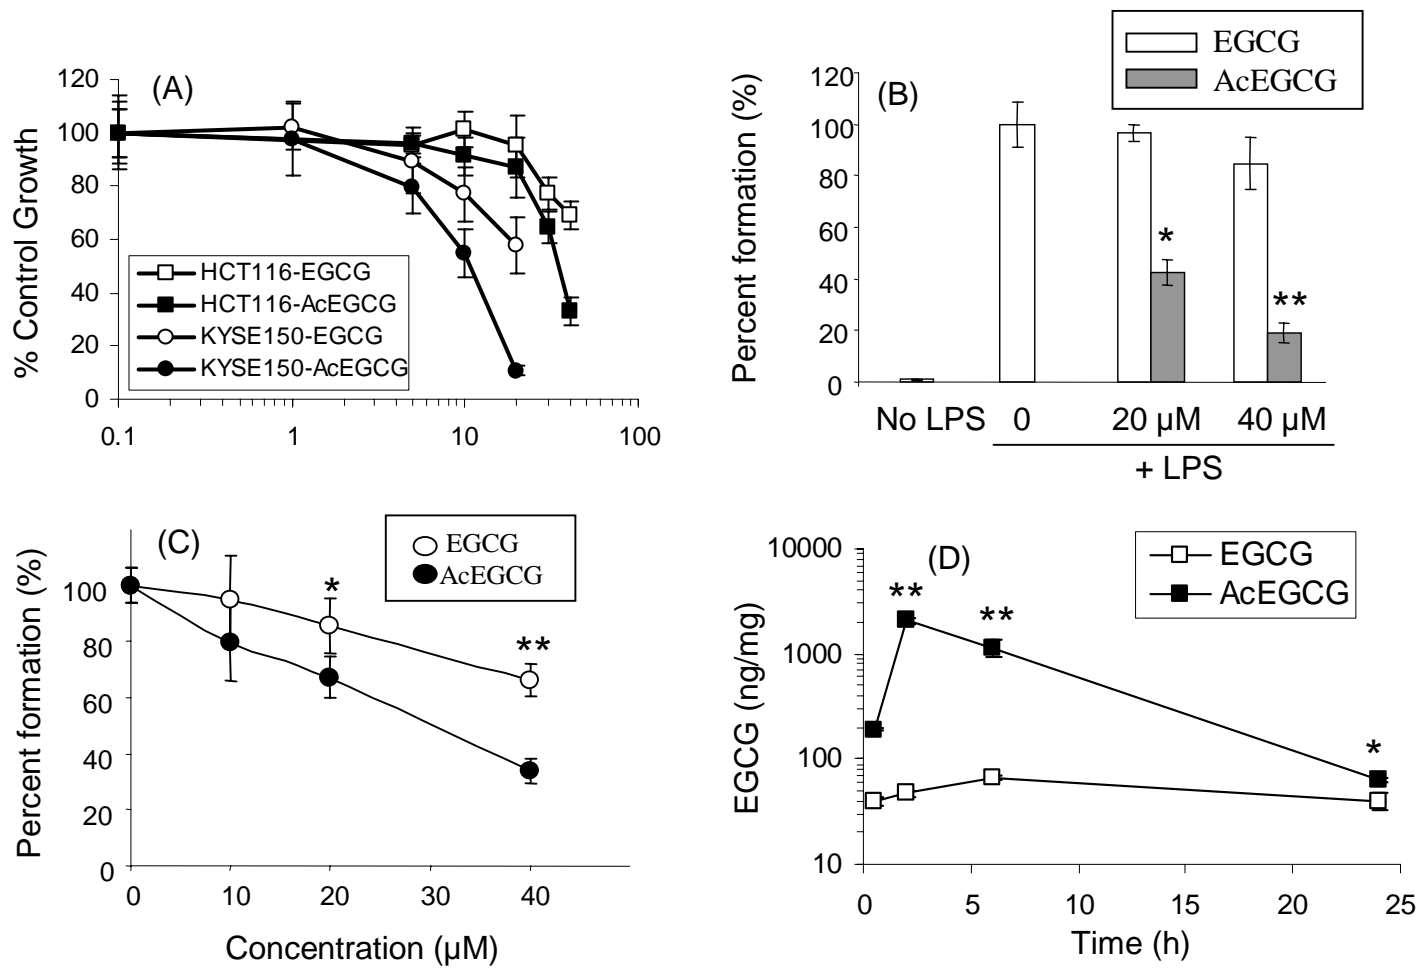 (A)
% Control Growth
120
100
80
60
40
20
0
0.1 1 10 100
HCT116-EGCG
HCT116-AcEGCG
KYSE150-EGCG
KYSE150-AcEGCG
(B)
EGCG
AcEGCG
Percent formation (%)
120
100
80
60
40
20
0
*
**
No LPS 0 20 µM 40 µM
+ LPS
(C)
EGCG
AcEGCG
Percent formation (%)
100
80
60
40
20
0
*
**
0 10 20 30 40
Concentration (µM)
(D)
EGCG
AcEGCG
EGCG (ng/mg)
10000
1000
100
10
**
**
*
0 5 10 15 20 25
Time (h)